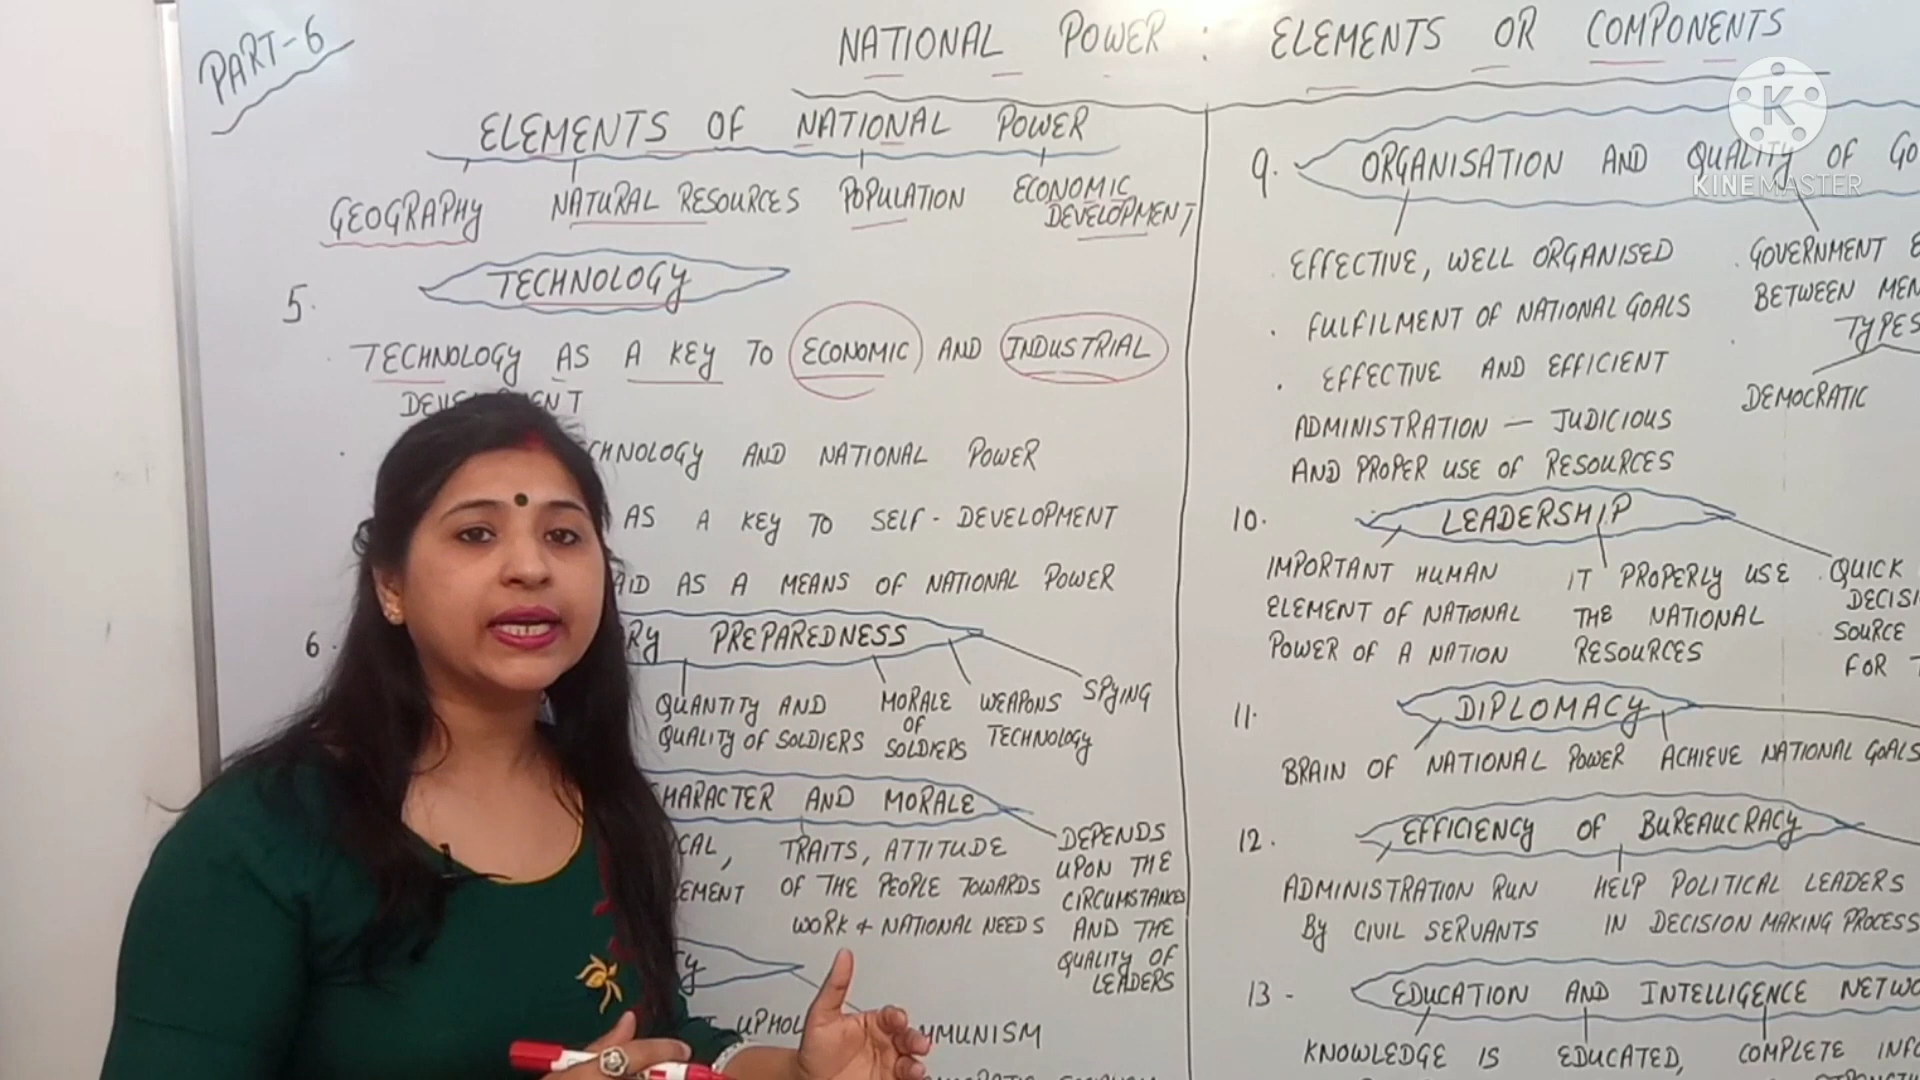 PART-6
NATIONAL POWER : ELEMENTS OR COMPONENTS
ELEMENTS OF NATIONAL POWER
GEOGRAPHY NATURAL RESOURCES POPULATION ECONOMIC
DEVELOPMENT
5. TECHNOLOGY
TECHNOLOGY AS A KEY TO ECONOMIC AND INDUSTRIAL
AND NATIONAL POWER
AS A KEY TO SELF-DEVELOPMENT
AS A MEANS OF NATIONAL POWER
6. PREPAREDNESS
QUANTITY AND
QUALITY OF SOLDIERS
MORALE
OF
SOLDIERS
WEAPONS
TECHNOLOGY
SPYING
AND MORALE
TRAITS, ATTITUDE
OF THE PEOPLE TOWARDS
WORK & NATIONAL NEEDS
DEPENDS
UPON THE
CIRCUMSTANCES
AND THE
QUALITY OF
LEADERS
9. ORGANISATION AND QUALITY OF
EFFECTIVE, WELL ORGANISED
. FULFILMENT OF NATIONAL GOALS
. EFFECTIVE AND EFFICIENT
ADMINISTRATION — JUDICIOUS
AND PROPER USE OF RESOURCES
. GOVERNMENT
BETWEEN
TYPES
DEMOCRATIC
10. LEADERSHIP
IMPORTANT HUMAN
ELEMENT OF NATIONAL
POWER OF A NATION
IT PROPERLY USE
THE NATIONAL
RESOURCES
. QUICK
SOURCE
FOR
11. DIPLOMACY
BRAIN OF NATIONAL POWER
ACHIEVE NATIONAL GOALS
12. EFFICIENCY OF BUREAUCRACY
ADMINISTRATION RUN
BY CIVIL SERVANTS
HELP POLITICAL LEADERS
IN DECISION MAKING PROCESS
13 - EDUCATION AND INTELLIGENCE
KNOWLEDGE IS
EDUCATED,
COMPLETE
K
KINEMASTER